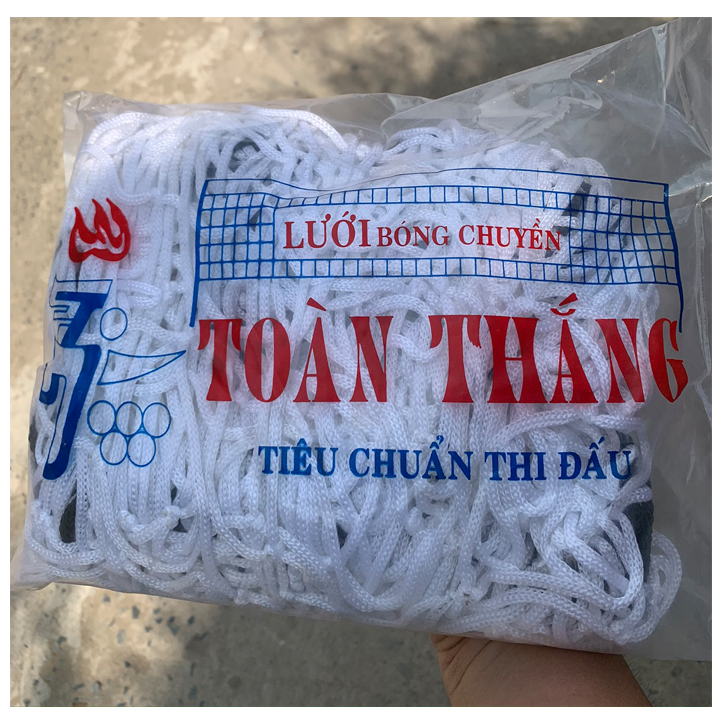 LƯỚI BÓNG CHUYỀN
TOÀN THẮNG
TIÊU CHUẨN THI ĐẤU